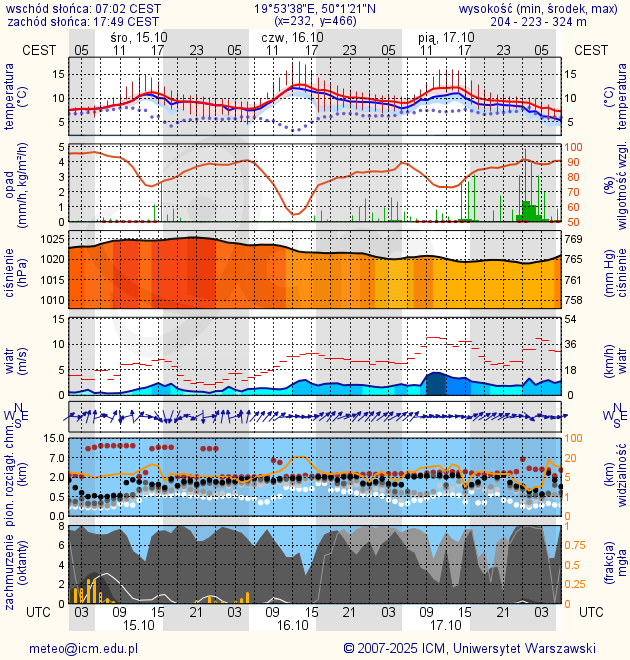 wschód słońca: 07:02 CEST 19°53'38"E, 50°1'21"N wysokość (min, środek, max)
zachód słońca: 17:49 CEST (x=232, y=466) 204 - 223 - 324 m
śro, 15.10 czw, 16.10 pią, 17.10
CEST 05 11 17 23 05 11 17 23 05 11 17 23 05 CEST
temperatura
(°C)
15
10
5
15
10
5
temperatura
(°C)
opad
(mm/h, kg/m²/h)
5
4
3
2
1
0
100
90
80
70
60
50
(%)
wilgotność wzgl.
ciśnienie
(hPa)
1025
1020
1015
1010
769
765
761
758
(mm Hg)
ciśnienie
wiatr
(m/s)
15
10
5
0
54
36
18
0
(km/h)
wiatr
N
W E
S
N
W E
S
pion. rozciągł. chm.
(km)
15.0
7.0
2.0
0.5
0.0
100
20
5
1
0
(km)
widzialność
zachmurzenie
(oktanty)
8
6
4
2
0
1
0.75
0.5
0.25
0
(frakcja)
mgła
UTC 03 09 15 21 03 09 15 21 03 09 15 21 03 UTC
15.10 16.10 17.10
meteo@icm.edu.pl © 2007-2025 ICM, Uniwersytet Warszawski